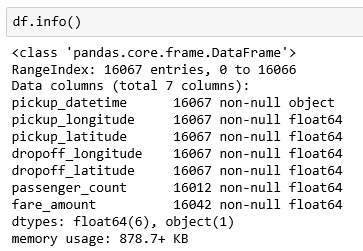 df.info()
<class 'pandas.core.frame.DataFrame'>
RangeIndex: 16067 entries, 0 to 16066
Data columns (total 7 columns):
pickup_datetime      16067 non-null object
pickup_longitude     16067 non-null float64
pickup_latitude      16067 non-null float64
dropoff_longitude    16067 non-null float64
dropoff_latitude     16067 non-null float64
passenger_count      16012 non-null float64
fare_amount          16042 non-null float64
dtypes: float64(6), object(1)
memory usage: 878.7+ KB